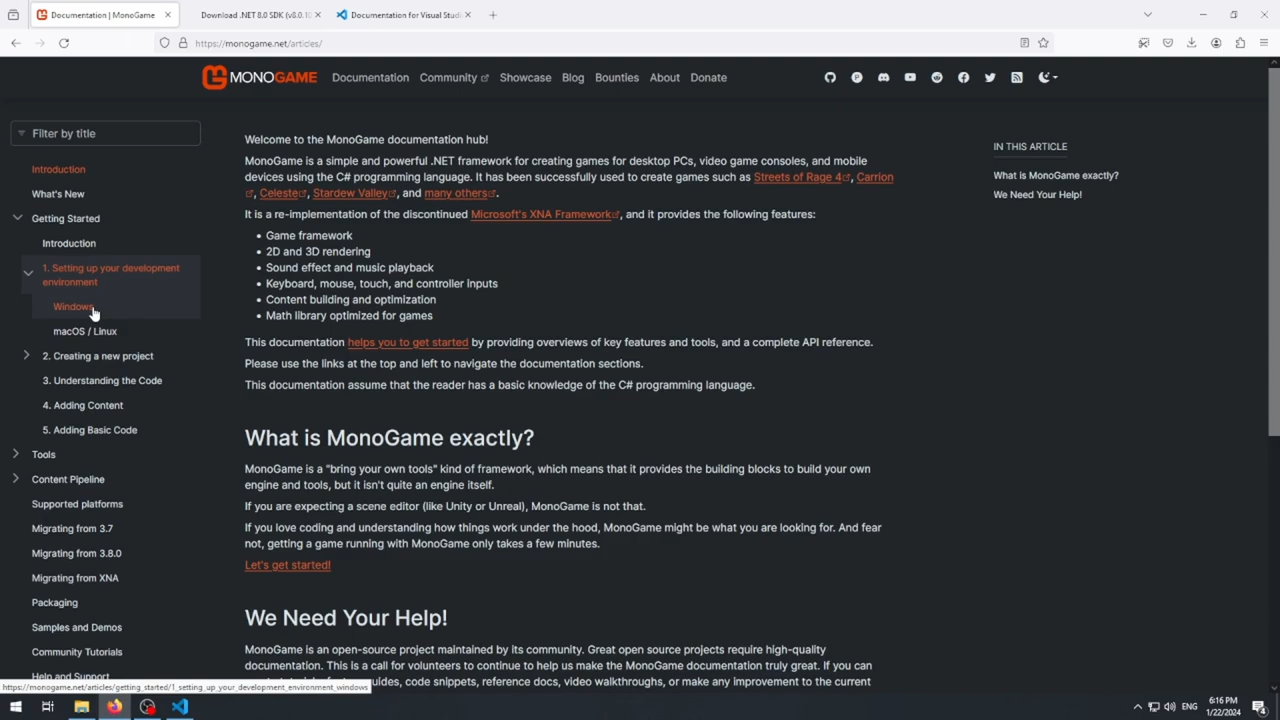 Documentation | MonoGame
Download .NET 8.0 SDK (v8.0.10
Documentation for Visual Studi
https://monogame.net/articles/
MONOGAME
Documentation
Community
Showcase
Blog
Bounties
About
Donate
Filter by title
Introduction
What's New
Getting Started
Introduction
1. Setting up your development
environment
Windows
macOS / Linux
2. Creating a new project
3. Understanding the Code
4. Adding Content
5. Adding Basic Code
Tools
Content Pipeline
Supported platforms
Migrating from 3.7
Migrating from 3.8.0
Migrating from XNA
Packaging
Samples and Demos
Community Tutorials
Help and Support
Welcome to the MonoGame documentation hub!
MonoGame is a simple and powerful .NET framework for creating games for desktop PCs, video game consoles, and mobile
devices using the C# programming language. It has been successfully used to create games such as Streets of Rage 4, Carrion
, Celeste, Stardew Valley, and many others.
It is a re-implementation of the discontinued Microsoft's XNA Framework, and it provides the following features:
• Game framework
• 2D and 3D rendering
• Sound effect and music playback
• Keyboard, mouse, touch, and controller inputs
• Content building and optimization
• Math library optimized for games
This documentation helps you to get started by providing overviews of key features and tools, and a complete API reference.
Please use the links at the top and left to navigate the documentation sections.
This documentation assume that the reader has a basic knowledge of the C# programming language.
What is MonoGame exactly?
MonoGame is a "bring your own tools" kind of framework, which means that it provides the building blocks to build your own
engine and tools, but it isn't quite an engine itself.
If you are expecting a scene editor (like Unity or Unreal), MonoGame is not that.
If you love coding and understanding how things work under the hood, MonoGame might be what you are looking for. And fear
not, getting a game running with MonoGame only takes a few minutes.
Let's get started!
We Need Your Help!
MonoGame is an open-source project maintained by its community. Great open source projects require high-quality
documentation. This is a call for volunteers to continue to help us make the MonoGame documentation truly great. If you can
guides, code snippets, reference docs, video walkthroughs, or make any improvement to the current
IN THIS ARTICLE
What is MonoGame exactly?
We Need Your Help!
https://monogame.net/articles/getting_started/1_setting_up_your_development_environment_windows
ENG
6:16 PM
1/22/2024
4